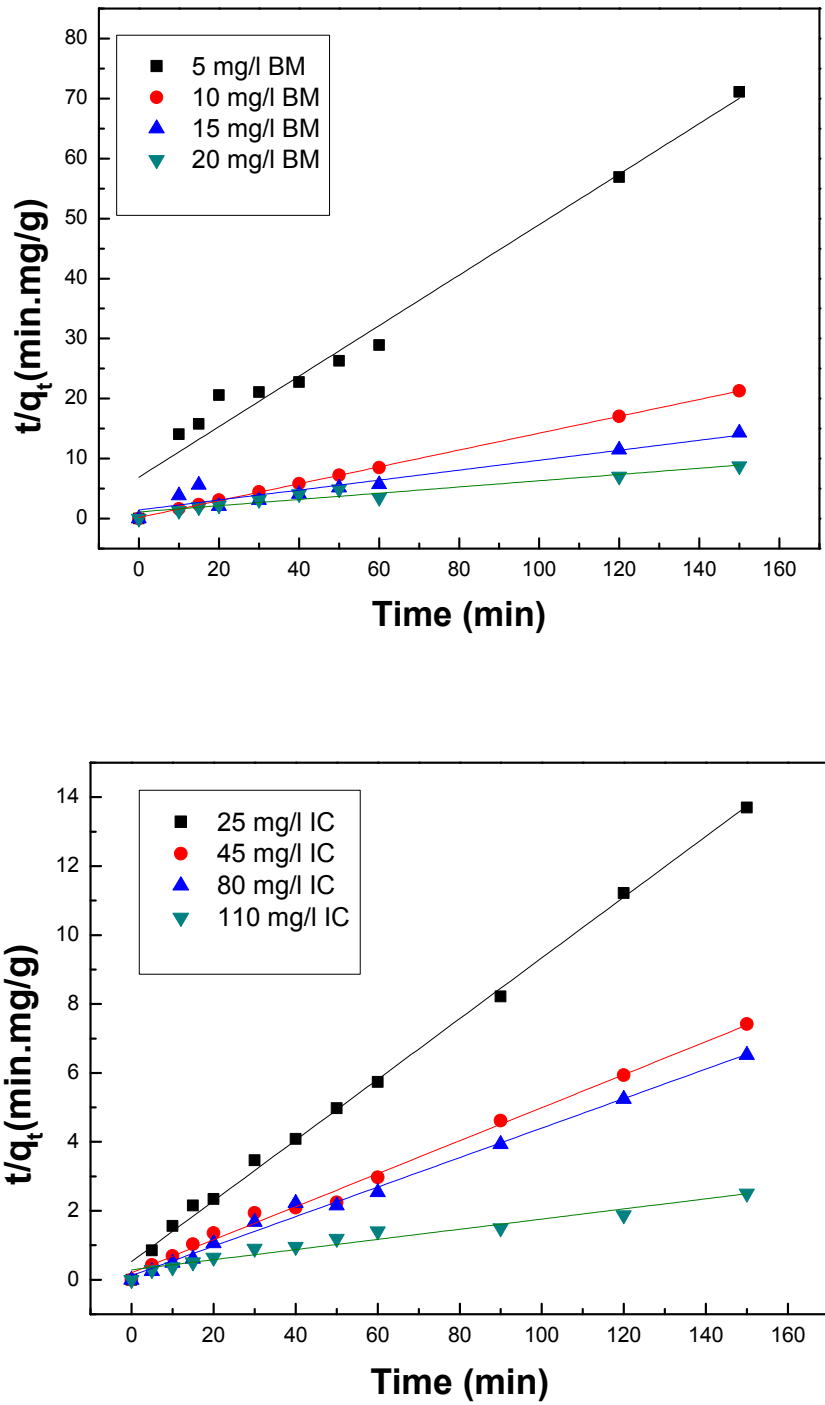 80
70
60
50
40
30
20
10
0
t/qt(min.mg/g)
5 mg/l BM
10 mg/l BM
15 mg/l BM
20 mg/l BM
0 20 40 60 80 100 120 140 160
Time (min)
14
12
10
8
6
4
2
0
t/qt(min.mg/g)
25 mg/l IC
45 mg/l IC
80 mg/l IC
110 mg/l IC
0 20 40 60 80 100 120 140 160
Time (min)